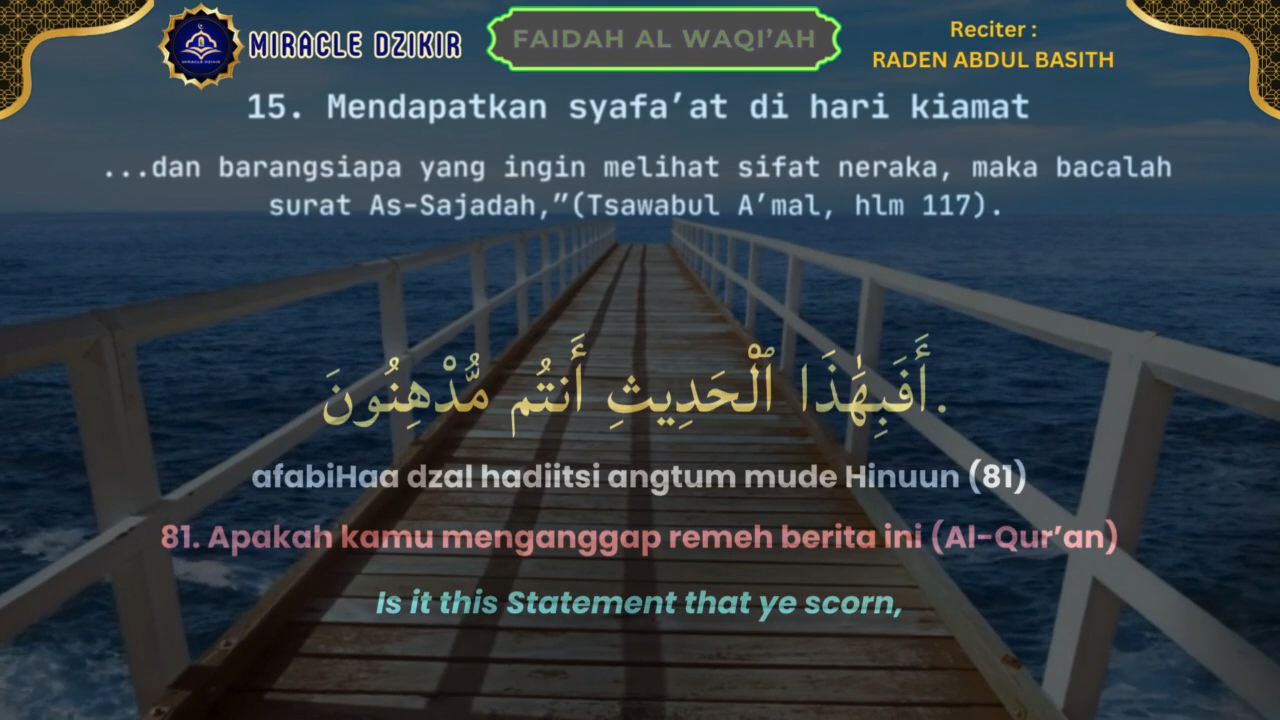 MIRACLE DZIKIR
FAIDAH AL WAQI’AH
Reciter :
RADEN ABDUL BASITH
15. Mendapatkan syafa’at di hari kiamat
...dan barangsiapa yang ingin melihat sifat neraka, maka bacalah
surat As-Sajadah,”(Tsawabul A’mal, hlm 117).
أَفَبِهَٰذَا ٱلْحَدِيثِ أَنتُم مُّدْهِنُونَ.
afabiHaa dzal hadiitsi angtum mude Hinuun (81)
81. Apakah kamu menganggap remeh berita ini (Al-Qur’an)
Is it this Statement that ye scorn,